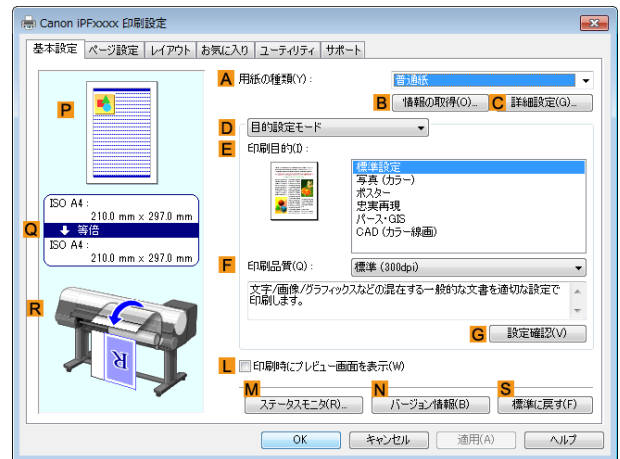 Canon iPFxxxx 印刷設定
基本設定 ページ設定 レイアウト お気に入り ユーティリティ サポート
P
A 用紙の種類(Y): 普通紙
B 情報の取得(O)... C 詳細設定(G)...
D 目的設定モード
E 印刷目的(I):
標準設定
写真 (カラー)
ポスター
忠実再現
パース・GIS
CAD (カラー線画)
ISO A4 :
210.0 mm x 297.0 mm
Q 等倍
ISO A4 :
210.0 mm x 297.0 mm
F 印刷品質(Q): 標準 (300dpi)
文字/画像/グラフィックスなどの混在する一般的な文書を適切な設定で
印刷します。
R
G 設定確認(V)
R
L 印刷時にプレビュー画面を表示(W)
M N S
ステータスモニタ(R)... バージョン情報(B) 標準に戻す(F)
OK キャンセル 適用(A) ヘルプ